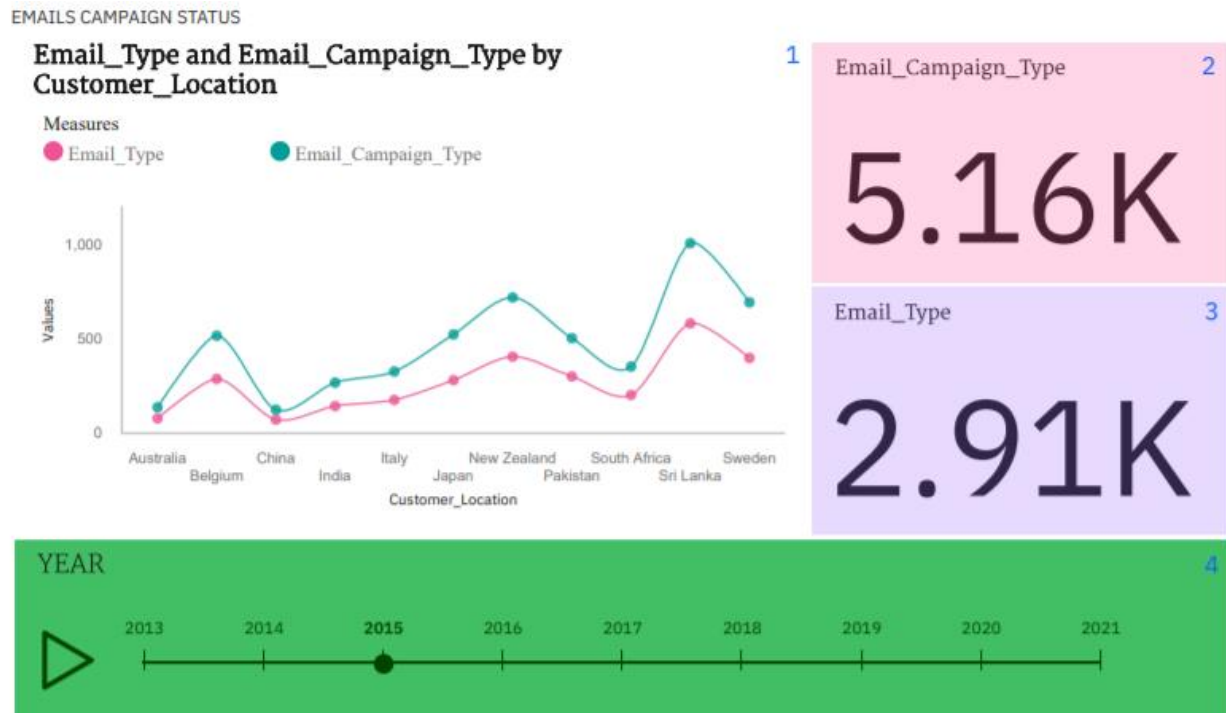 EMAILS CAMPAIGN STATUS
Email_Type and Email_Campaign_Type by
Customer_Location
1
Measures
Email_Type
Email_Campaign_Type
1,000
500
0
Values
Australia
Belgium
China
India
Italy
Japan
New Zealand
Pakistan
South Africa
Sri Lanka
Sweden
Customer_Location
Email_Campaign_Type
2
5.16K
Email_Type
3
2.91K
YEAR
4
2013 2014 2015 2016 2017 2018 2019 2020 2021